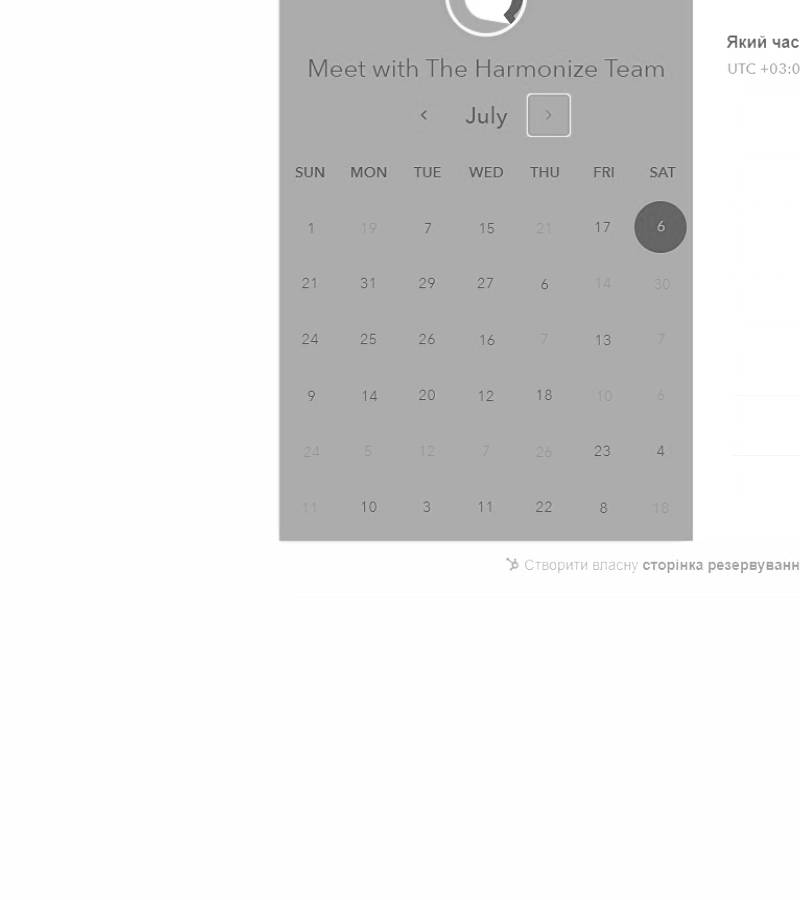 Який час
Meet with The Harmonize Team
UTC +03:0
July
SUN MON TUE WED THU FRI SAT
1 19 7 15 21 17 6
21 31 29 27 6 14 30
24 25 26 16 7 13 7
9 14 20 12 18 10 6
24 5 12 7 26 23 4
11 10 3 11 22 8 18
Створити власну сторінка резервуванн